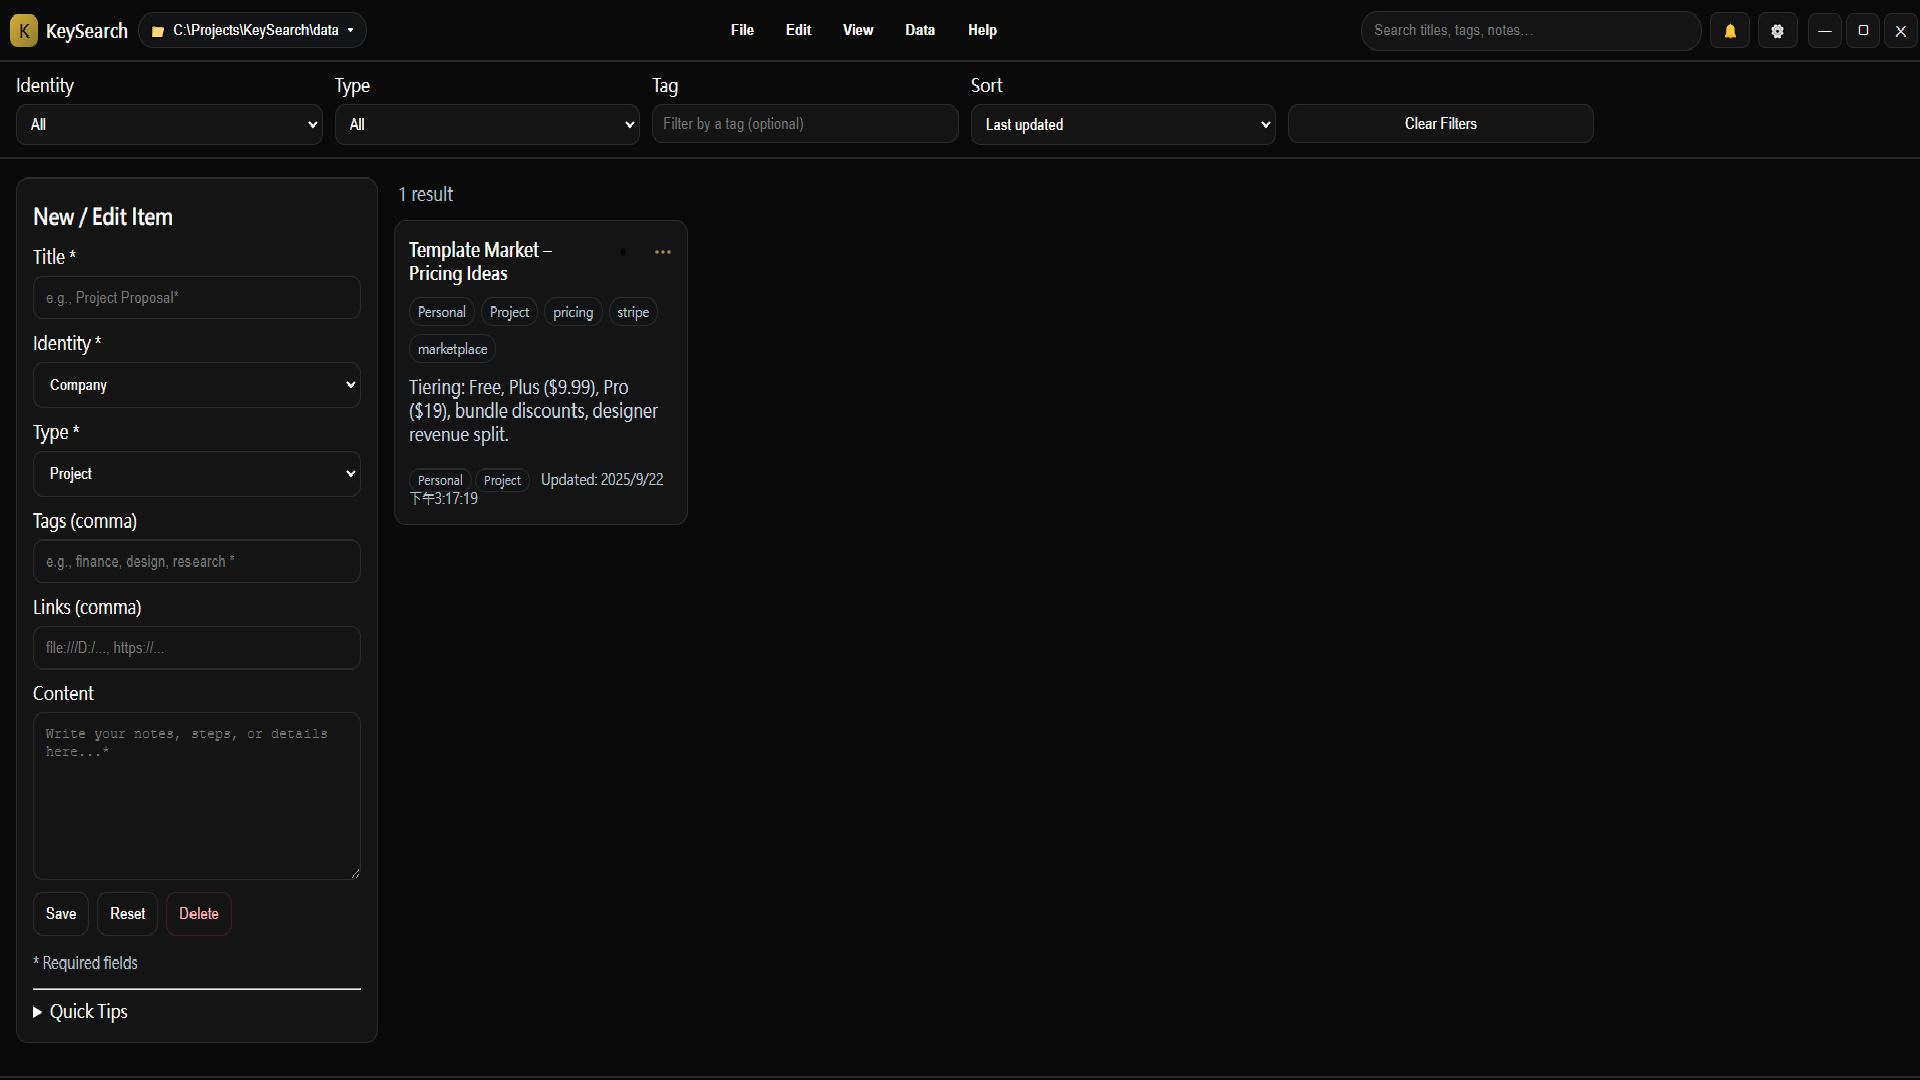 K KeySearch C:\Projects\KeySearch\data File Edit View Data Help Search titles, tags, notes…
Identity Type Tag Sort
All All Filter by a tag (optional) Last updated Clear Filters
New / Edit Item
Title *
e.g., Project Proposal*
Identity *
Company
Type *
Project
Tags (comma)
e.g., finance, design, research *
Links (comma)
file:///D:/..., https://...
Content
Write your notes, steps, or details
here...*
Save Reset Delete
* Required fields
Quick Tips
1 result
Template Market –
Pricing Ideas
Personal Project pricing stripe
marketplace
Tiering: Free, Plus ($9.99), Pro
($19), bundle discounts, designer
revenue split.
Personal Project Updated: 2025/9/22
下午3:17:19